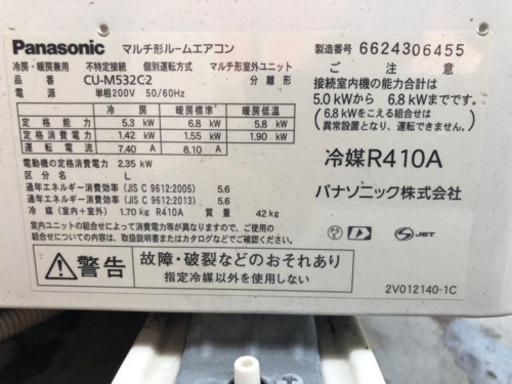 Panasonic マルチ形ルームエアコン
冷房・暖房兼用 不特定接続 個別運転方式 マルチ形室外ユニット
品番 CU-M532C2 分離形
電源 単相200V 50/60Hz
冷房 暖房標準 暖房低温
定格能力 5.3 kW 6.8 kW 5.8 kW
定格消費電力 1.42 kW 1.55 kW 1.90 kW
運転電流 7.40 A 8.10 A
電動機の定格消費電力 2.35 kW
区分名 L
通年エネルギー消費効率 (JIS C 9612:2005) 5.6
通年エネルギー消費効率 (JIS C 9612:2013) 5.6
冷媒 (室内+室外) 1.70 kg R410A 質量 42 kg
室内ユニットの組合せによって消費電力等が異なります。
組合せについては、取扱説明書またはカタログなどでご確認ください。
警告
故障・破裂などのおそれあり
指定冷媒以外を使用しない
製造番号 6624306455
ご注意
接続室内機の能力合計は
5.0 kWから 6.8 kWまでです。
(6.8 kWをこえる組合せは
異常設定となり、運転できません。)
冷媒R410A
パナソニック株式会社
PS E
JET
2V012140-1C